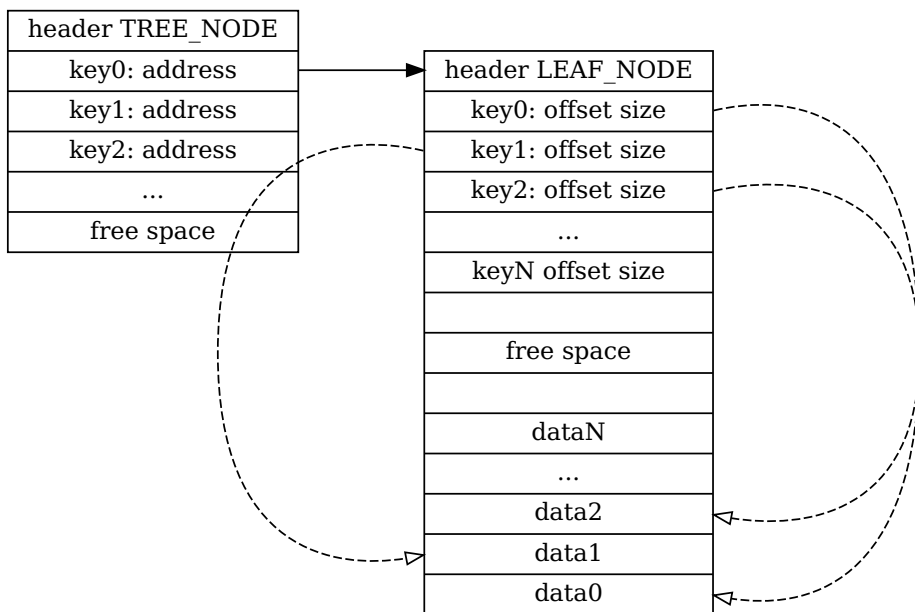 header TREE_NODE
key0: address
key1: address
key2: address
...
free space
header LEAF_NODE
key0: offset size
key1: offset size
key2: offset size
...
keyN offset size
free space
dataN
...
data2
data1
data0